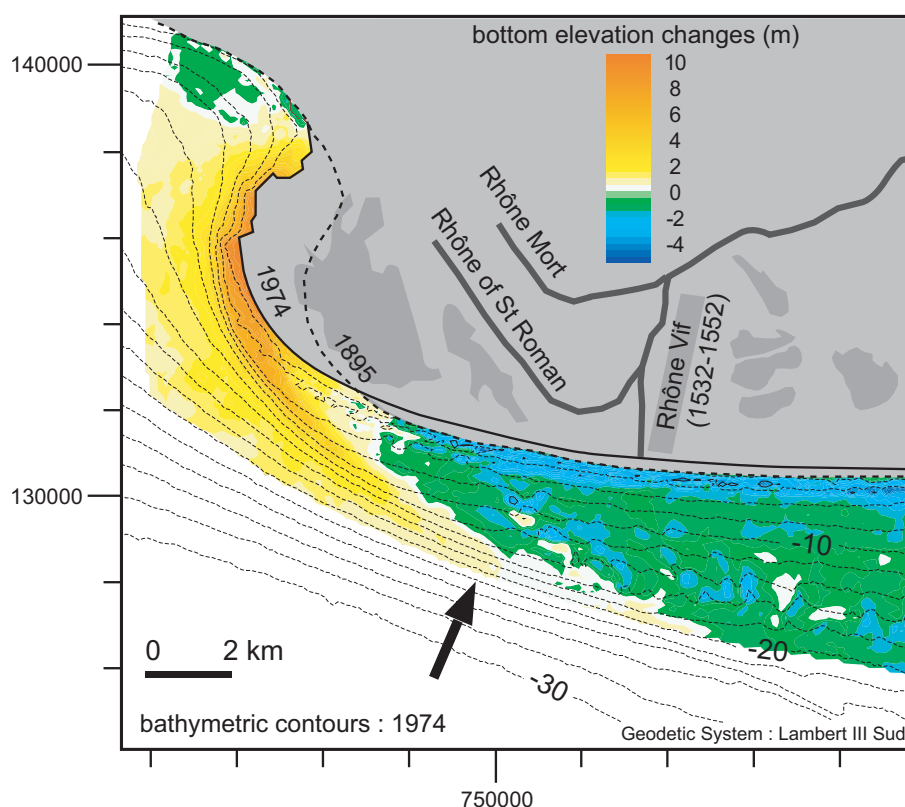 bottom elevation changes (m)
10
8
6
4
2
0
-2
-4
140000
130000
750000
Rhône Mort
Rhône of St Roman
Rhône Vif
(1532-1552)
1974
1895
-10
-20
-30
0 2 km
bathymetric contours : 1974
Geodetic System : Lambert III Sud